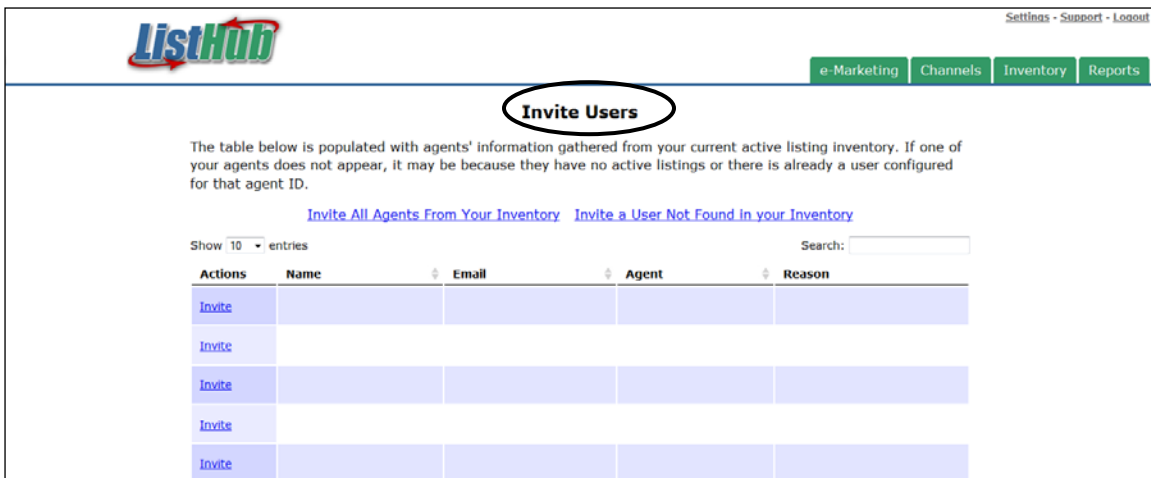 Settings - Support - Logout
ListHub
e-Marketing Channels Inventory Reports
Invite Users
The table below is populated with agents' information gathered from your current active listing inventory. If one of
your agents does not appear, it may be because they have no active listings or there is already a user configured
for that agent ID.
Invite All Agents From Your Inventory Invite a User Not Found in your Inventory
Show 10 entries Search:
Actions Name Email Agent Reason
Invite
Invite
Invite
Invite
Invite